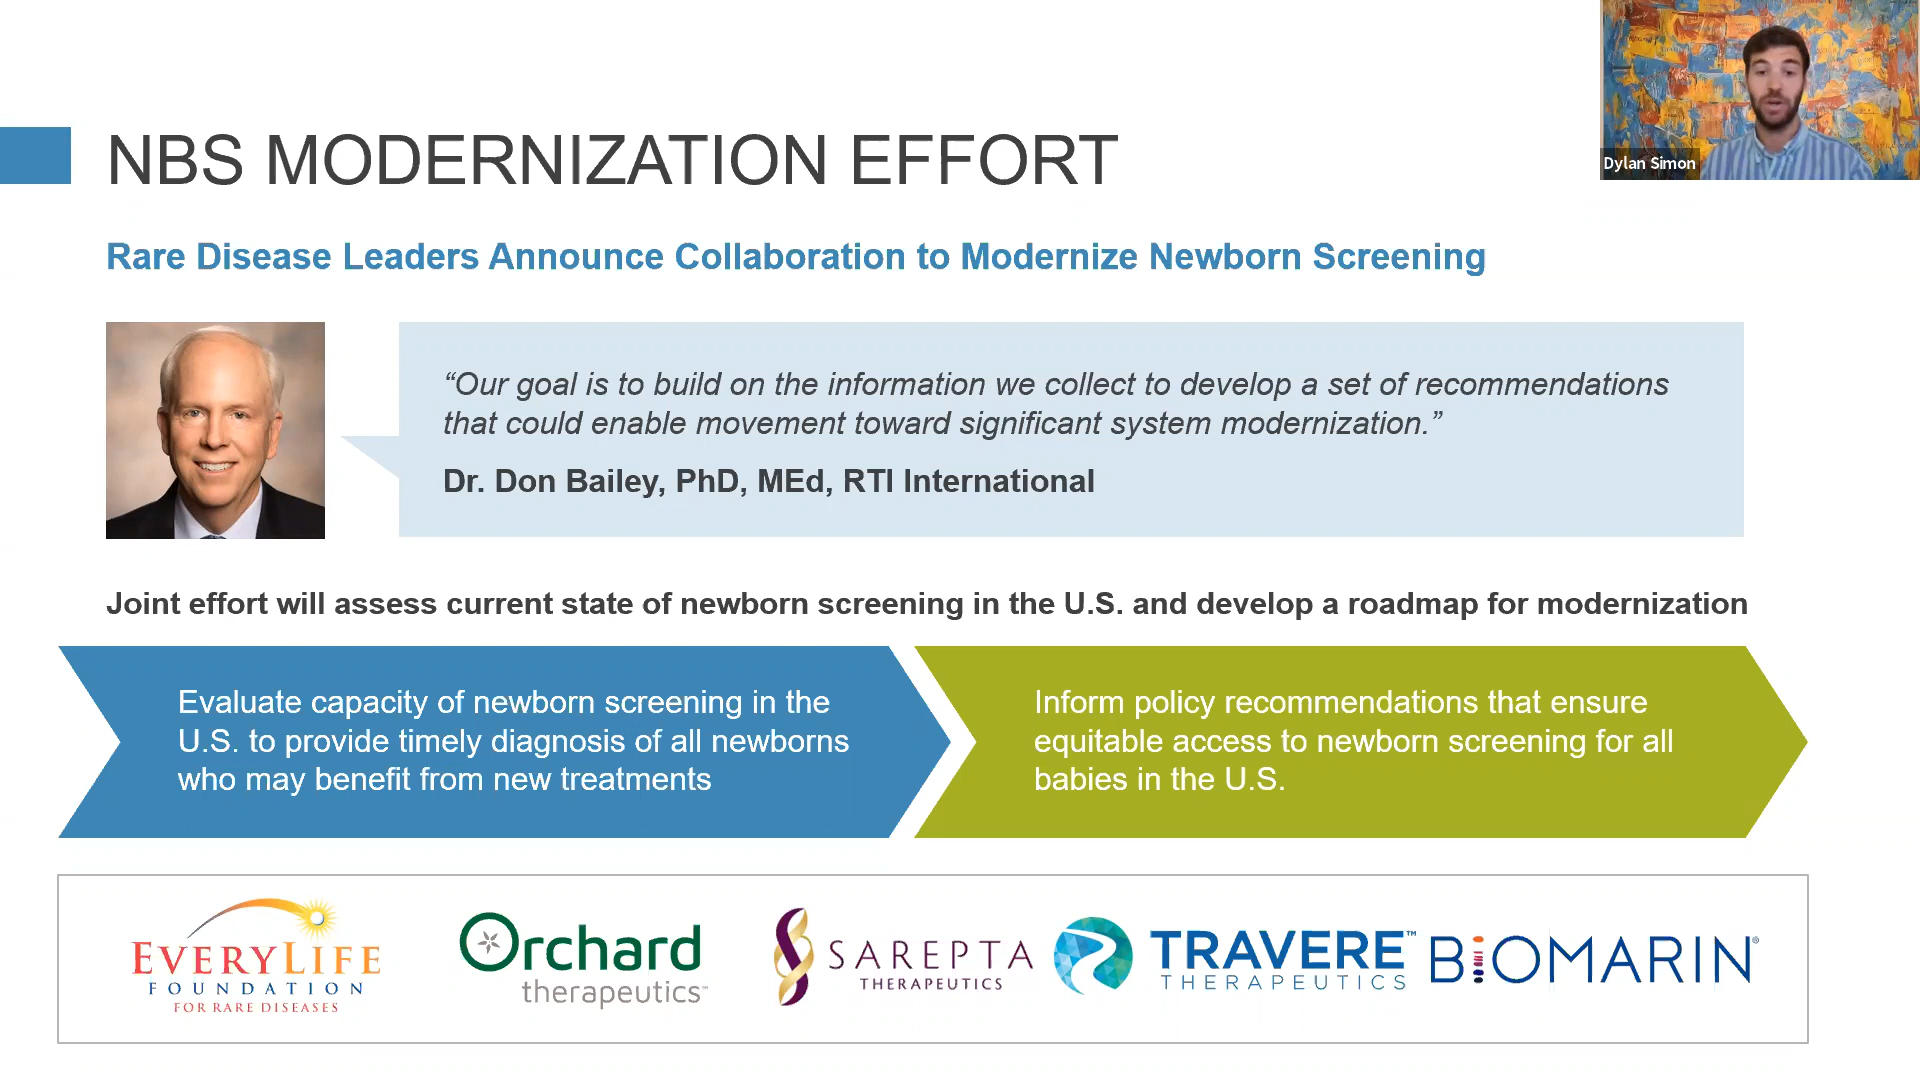 Dylan Simon
NBS MODERNIZATION EFFORT
Rare Disease Leaders Announce Collaboration to Modernize Newborn Screening
“Our goal is to build on the information we collect to develop a set of recommendations
that could enable movement toward significant system modernization.”
Dr. Don Bailey, PhD, MEd, RTI International
Joint effort will assess current state of newborn screening in the U.S. and develop a roadmap for modernization
Evaluate capacity of newborn screening in the
U.S. to provide timely diagnosis of all newborns
who may benefit from new treatments
Inform policy recommendations that ensure
equitable access to newborn screening for all
babies in the U.S.
EVERYLIFE
FOUNDATION
FOR RARE DISEASES
Orchard
therapeutics™
SAREPTA
THERAPEUTICS
TRAVERE™
THERAPEUTICS
BIOMARIN®